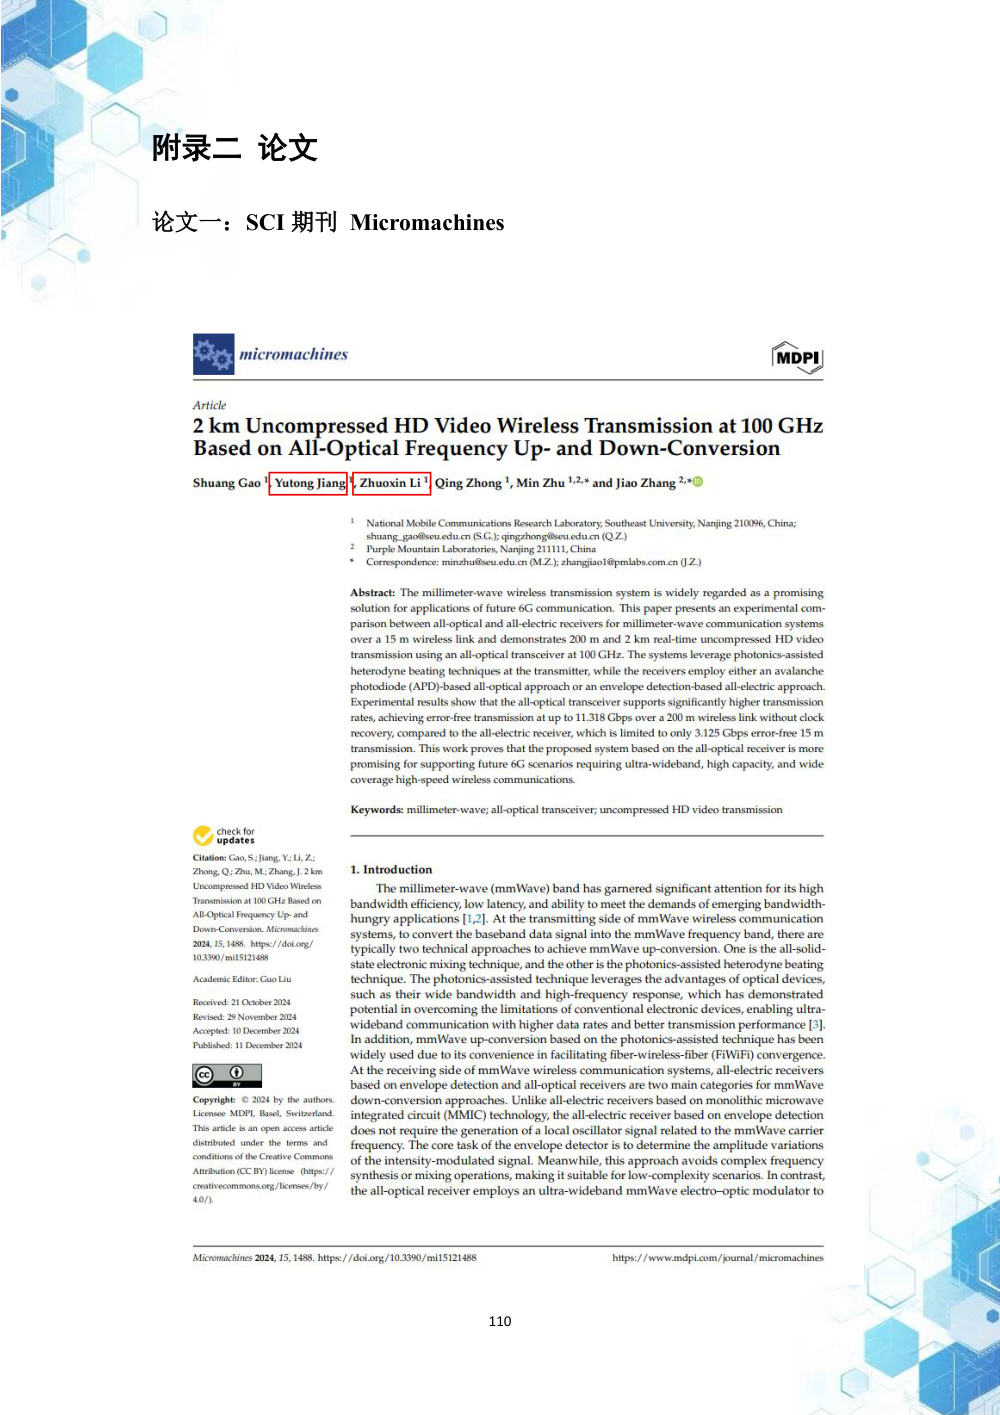 附录二 论文
论文一：SCI 期刊 Micromachines
micromachines
MDPI
Article
2 km Uncompressed HD Video Wireless Transmission at 100 GHz
Based on All-Optical Frequency Up- and Down-Conversion
Shuang Gao 1, Yutong Jiang 1, Zhuoxin Li 1, Qing Zhong 1, Min Zhu 1,2,* and Jiao Zhang 2,* iD
1 National Mobile Communications Research Laboratory, Southeast University, Nanjing 210096, China;
shuang_gao@seu.edu.cn (S.G.); qingzhong@seu.edu.cn (Q.Z.)
2 Purple Mountain Laboratories, Nanjing 211111, China
* Correspondence: minzhu@seu.edu.cn (M.Z.); zhangjiao1@pmlabs.com.cn (J.Z.)
Abstract: The millimeter-wave wireless transmission system is widely regarded as a promising
solution for applications of future 6G communication. This paper presents an experimental com-
parison between all-optical and all-electric receivers for millimeter-wave communication systems
over a 15 m wireless link and demonstrates 200 m and 2 km real-time uncompressed HD video
transmission using an all-optical transceiver at 100 GHz. The systems leverage photonics-assisted
heterodyne beating techniques at the transmitter, while the receivers employ either an avalanche
photodiode (APD)-based all-optical approach or an envelope detection-based all-electric approach.
Experimental results show that the all-optical transceiver supports significantly higher transmission
rates, achieving error-free transmission at up to 11.318 Gbps over a 200 m wireless link without clock
recovery, compared to the all-electric receiver, which is limited to only 3.125 Gbps error-free 15 m
transmission. This work proves that the proposed system based on the all-optical receiver is more
promising for supporting future 6G scenarios requiring ultra-wideband, high capacity, and wide
coverage high-speed wireless communications.
Keywords: millimeter-wave; all-optical transceiver; uncompressed HD video transmission
check for
updates
Citation: Gao, S.; Jiang, Y.; Li, Z.;
Zhong, Q.; Zhu, M.; Zhang, J. 2 km
Uncompressed HD Video Wireless
Transmission at 100 GHz Based on
All-Optical Frequency Up- and
Down-Conversion. Micromachines
2024, 15, 1488. https://doi.org/
10.3390/mi15121488
Academic Editor: Guo Liu
Received: 21 October 2024
Revised: 29 November 2024
Accepted: 10 December 2024
Published: 11 December 2024
CC BY
Copyright: © 2024 by the authors.
Licensee MDPI, Basel, Switzerland.
This article is an open access article
distributed under the terms and
conditions of the Creative Commons
Attribution (CC BY) license (https://
creativecommons.org/licenses/by/
4.0/).
1. Introduction
The millimeter-wave (mmWave) band has garnered significant attention for its high
bandwidth efficiency, low latency, and ability to meet the demands of emerging bandwidth-
hungry applications [1,2]. At the transmitting side of mmWave wireless communication
systems, to convert the baseband data signal into the mmWave frequency band, there are
typically two technical approaches to achieve mmWave up-conversion. One is the all-solid-
state electronic mixing technique, and the other is the photonics-assisted heterodyne beating
technique. The photonics-assisted technique leverages the advantages of optical devices,
such as their wide bandwidth and high-frequency response, which has demonstrated
potential in overcoming the limitations of conventional electronic devices, enabling ultra-
wideband communication with higher data rates and better transmission performance [3].
In addition, mmWave up-conversion based on the photonics-assisted technique has been
widely used due to its convenience in facilitating fiber-wireless-fiber (FiWiFi) convergence.
At the receiving side of mmWave wireless communication systems, all-electric receivers
based on envelope detection and all-optical receivers are two main categories for mmWave
down-conversion approaches. Unlike all-electric receivers based on monolithic microwave
integrated circuit (MMIC) technology, the all-electric receiver based on envelope detection
does not require the generation of a local oscillator signal related to the mmWave carrier
frequency. The core task of the envelope detector is to determine the amplitude variations
of the intensity-modulated signal. Meanwhile, this approach avoids complex frequency
synthesis or mixing operations, making it suitable for low-complexity scenarios. In contrast,
the all-optical receiver employs an ultra-wideband mmWave electro–optic modulator to
Micromachines 2024, 15, 1488. https://doi.org/10.3390/mi15121488
https://www.mdpi.com/journal/micromachines
110